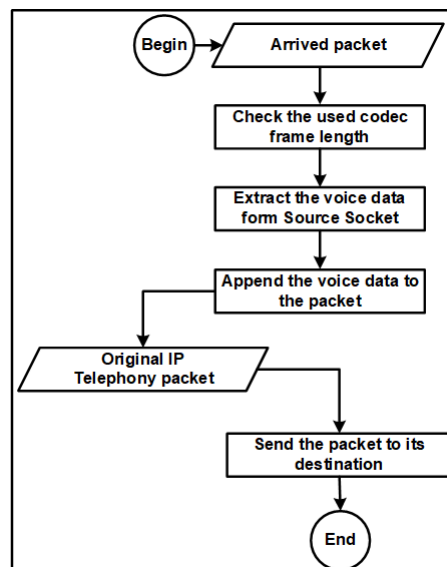 Begin
Arrived packet
Check the used codec
frame length
Extract the voice data
form Source Socket
Append the voice data to
the packet
Original IP
Telephony packet
Send the packet to its
destination
End